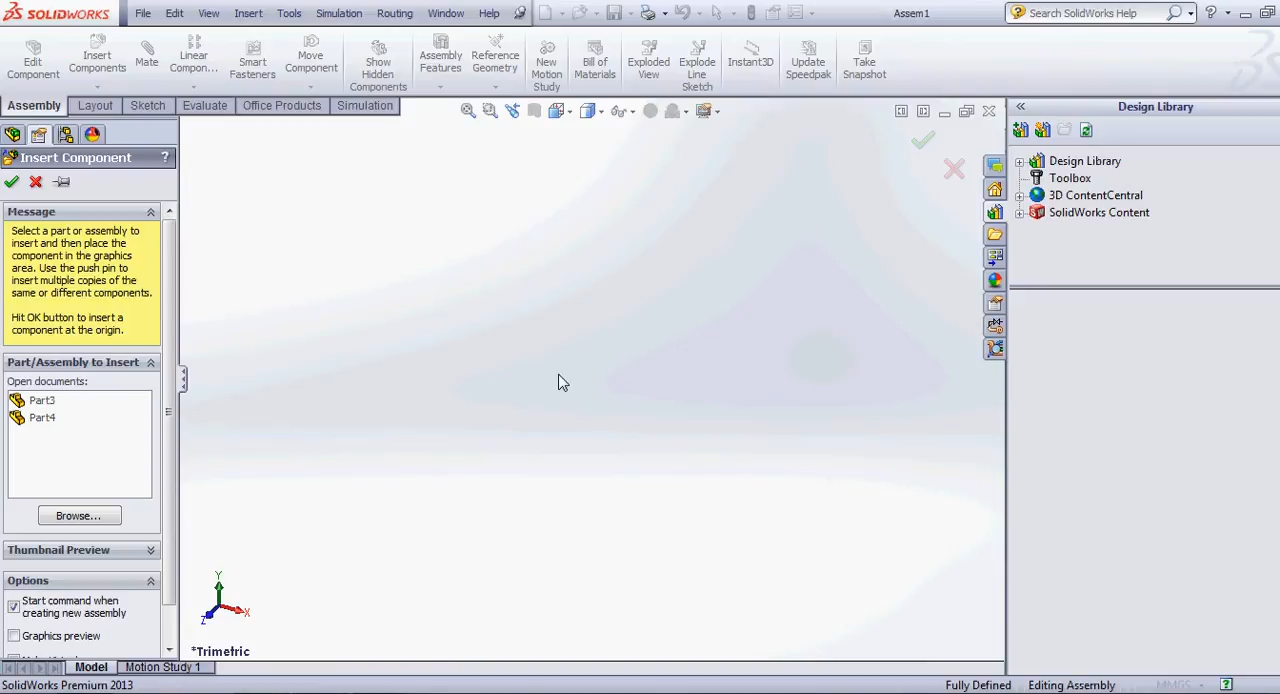 SOLIDWORKS File Edit View Insert Tools Simulation Routing Window Help Assem1 Search SolidWorks Help
Edit Component
Insert Components
Mate
Linear Compon...
Smart Fasteners
Move Component
Show Hidden Components
Assembly Features
Reference Geometry
New Motion Study
Bill of Materials
Exploded View
Explode Line Sketch
Instant3D
Update Speedpak
Take Snapshot
Assembly Layout Sketch Evaluate Office Products Simulation
Design Library
Insert Component ?
Design Library
Toolbox
3D ContentCentral
SolidWorks Content
Message
Select a part or assembly to
insert and then place the
component in the graphics
area. Use the push pin to
insert multiple copies of the
same or different components.
Hit OK button to insert a
component at the origin.
Part/Assembly to Insert
Open documents:
Part3
Part4
Browse...
Thumbnail Preview
Options
Start command when
creating new assembly
Graphics preview
Y
X
Z
*Trimetric
Model Motion Study 1
SolidWorks Premium 2013 Fully Defined Editing Assembly MMGS